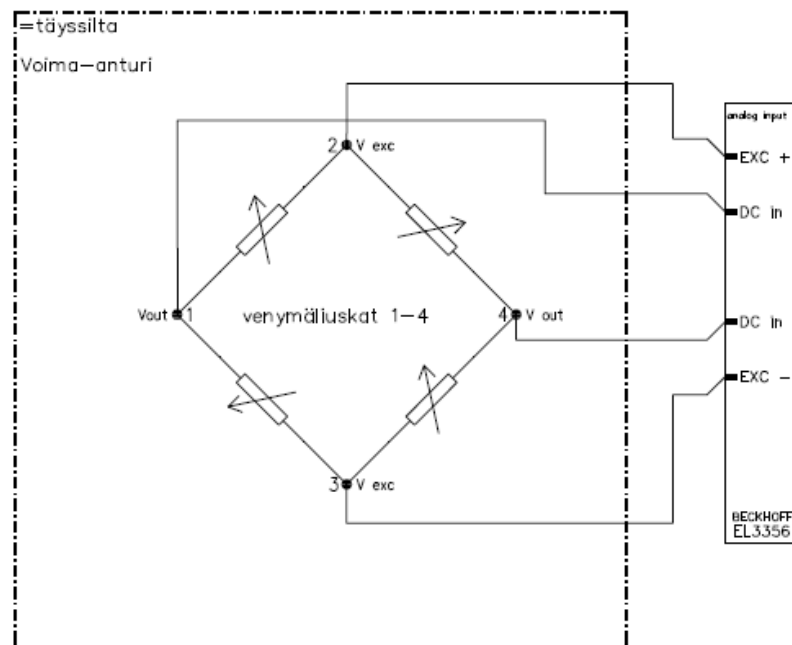 =täyssilta
Voima-anturi
analog input
2 V exc
EXC +
DC in
Vout 1
venymäliuskat 1-4
4 V out
DC in
EXC -
3 V exc
BECKHOFF
EL3356